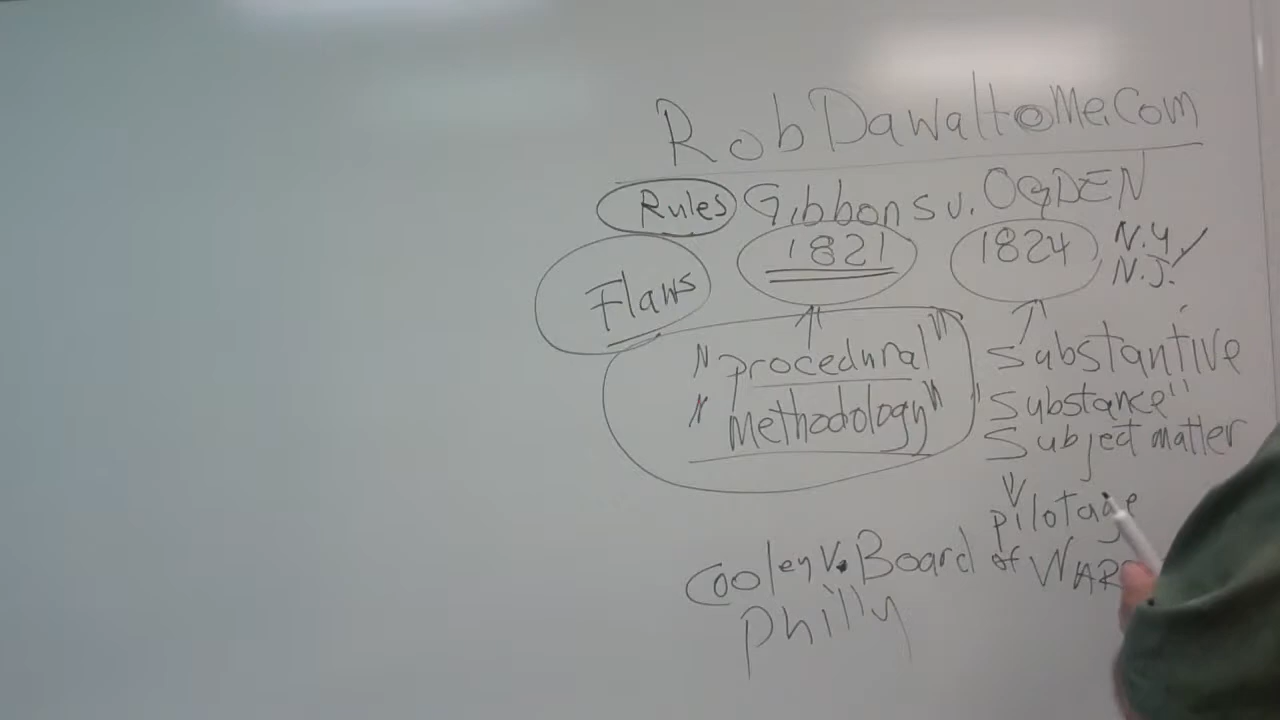 RobDawalt@Me.Com
Rules Gibbons v. OGDEN
Flaws 1821 1824 N.Y. N.J.
"procedural" Substantive
"methodology" "Substance"
Subject matter
pilotage
Cooley v. Board of WAR
Philly